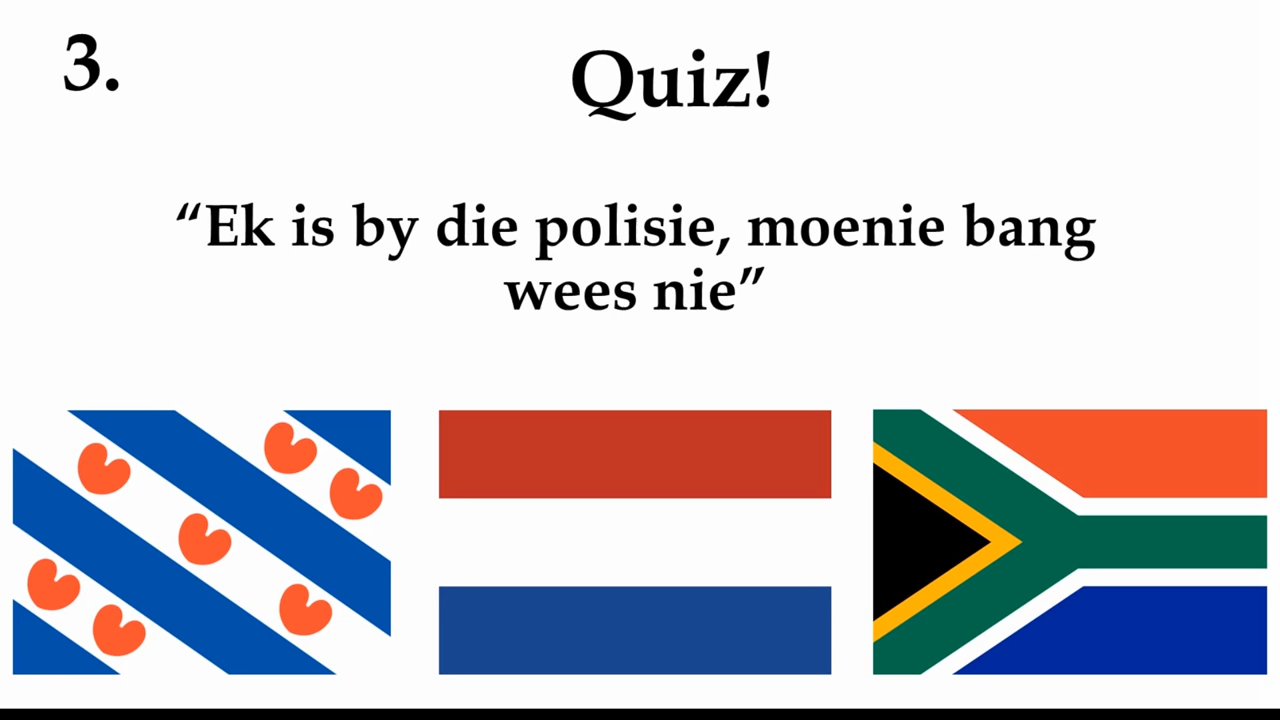 3.
Quiz!
“Ek is by die polisie, moenie bang
wees nie”